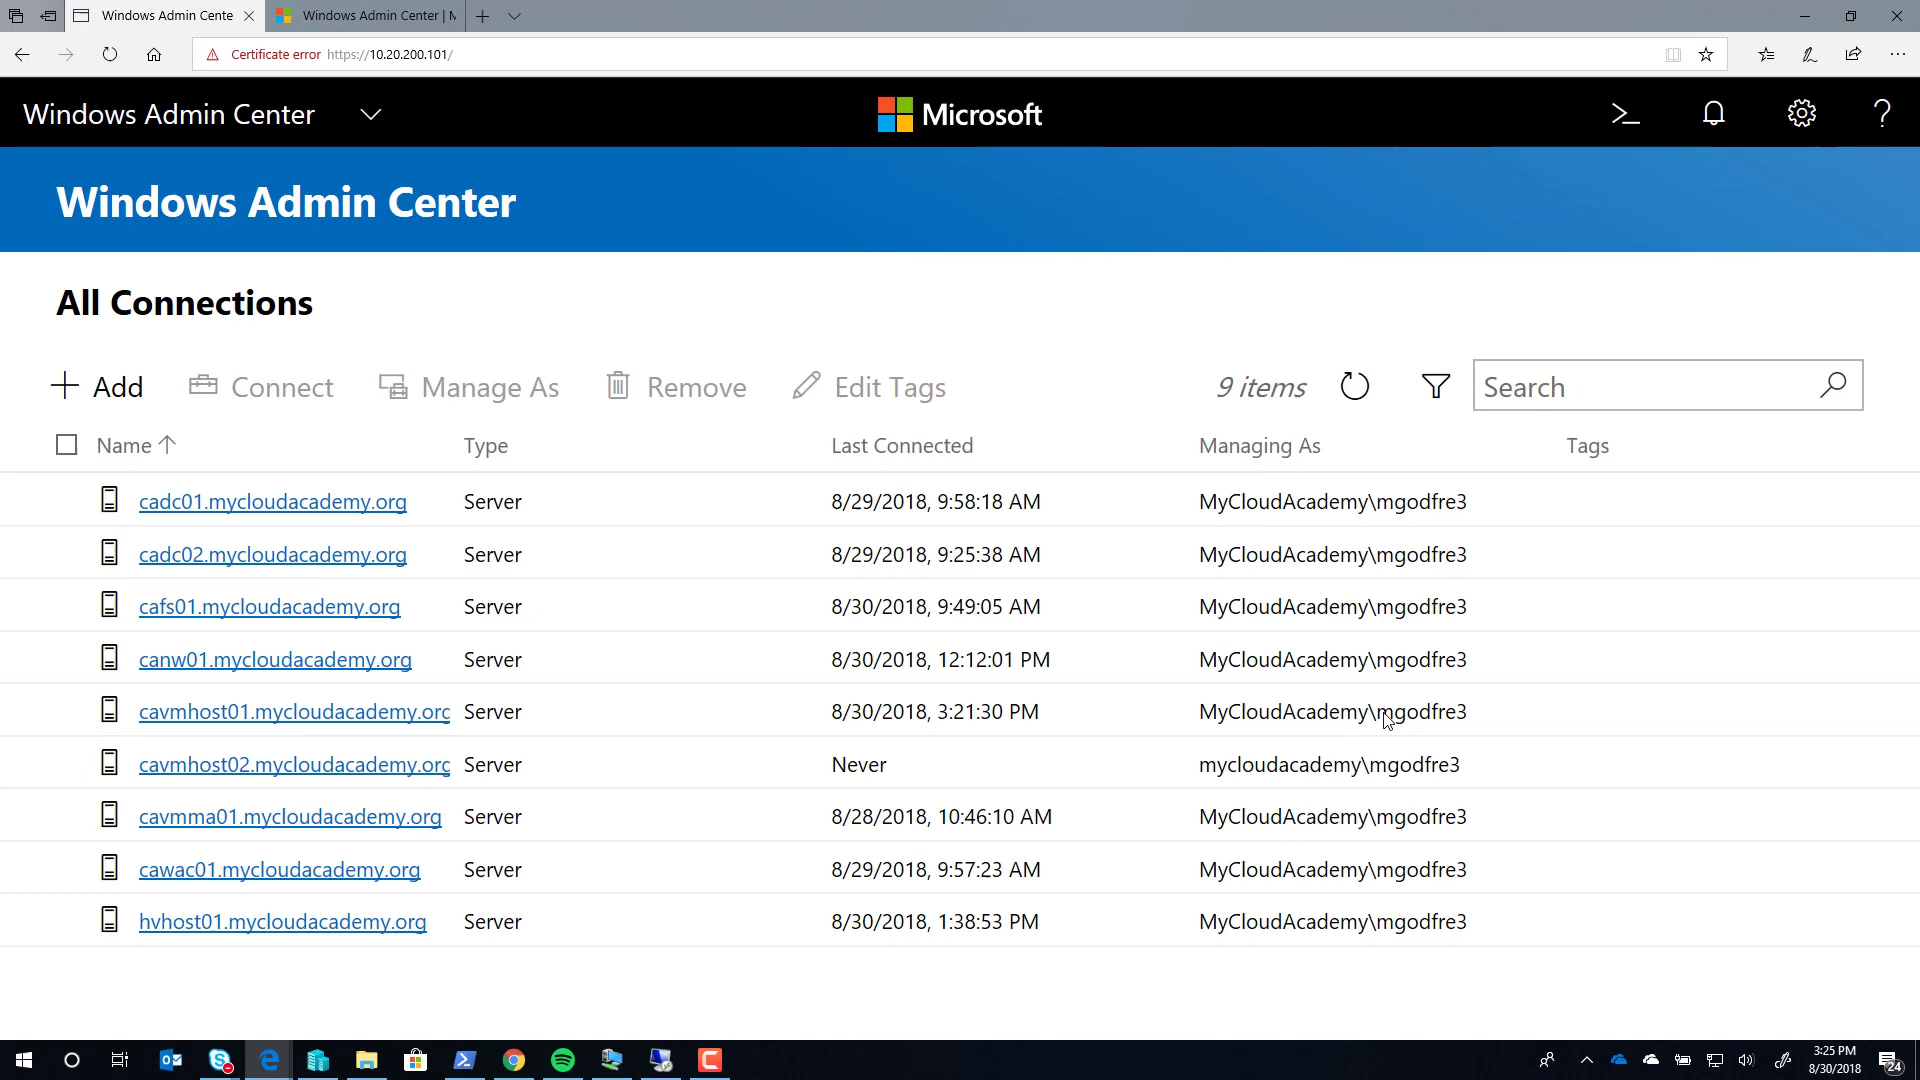 Windows Admin Cente
Windows Admin Center | M
Certificate error https://10.20.200.101/
Windows Admin Center
Microsoft
Windows Admin Center
All Connections
Add Connect Manage As Remove Edit Tags 9 items Search
Name Type Last Connected Managing As Tags
cadc01.mycloudacademy.org Server 8/29/2018, 9:58:18 AM MyCloudAcademy\mgodfre3
cadc02.mycloudacademy.org Server 8/29/2018, 9:25:38 AM MyCloudAcademy\mgodfre3
cafs01.mycloudacademy.org Server 8/30/2018, 9:49:05 AM MyCloudAcademy\mgodfre3
canw01.mycloudacademy.org Server 8/30/2018, 12:12:01 PM MyCloudAcademy\mgodfre3
cavmhost01.mycloudacademy.org Server 8/30/2018, 3:21:30 PM MyCloudAcademy\mgodfre3
cavmhost02.mycloudacademy.org Server Never mycloudacademy\mgodfre3
cavmma01.mycloudacademy.org Server 8/28/2018, 10:46:10 AM MyCloudAcademy\mgodfre3
cawac01.mycloudacademy.org Server 8/29/2018, 9:57:23 AM MyCloudAcademy\mgodfre3
hvhost01.mycloudacademy.org Server 8/30/2018, 1:38:53 PM MyCloudAcademy\mgodfre3
3:25 PM
8/30/2018
24